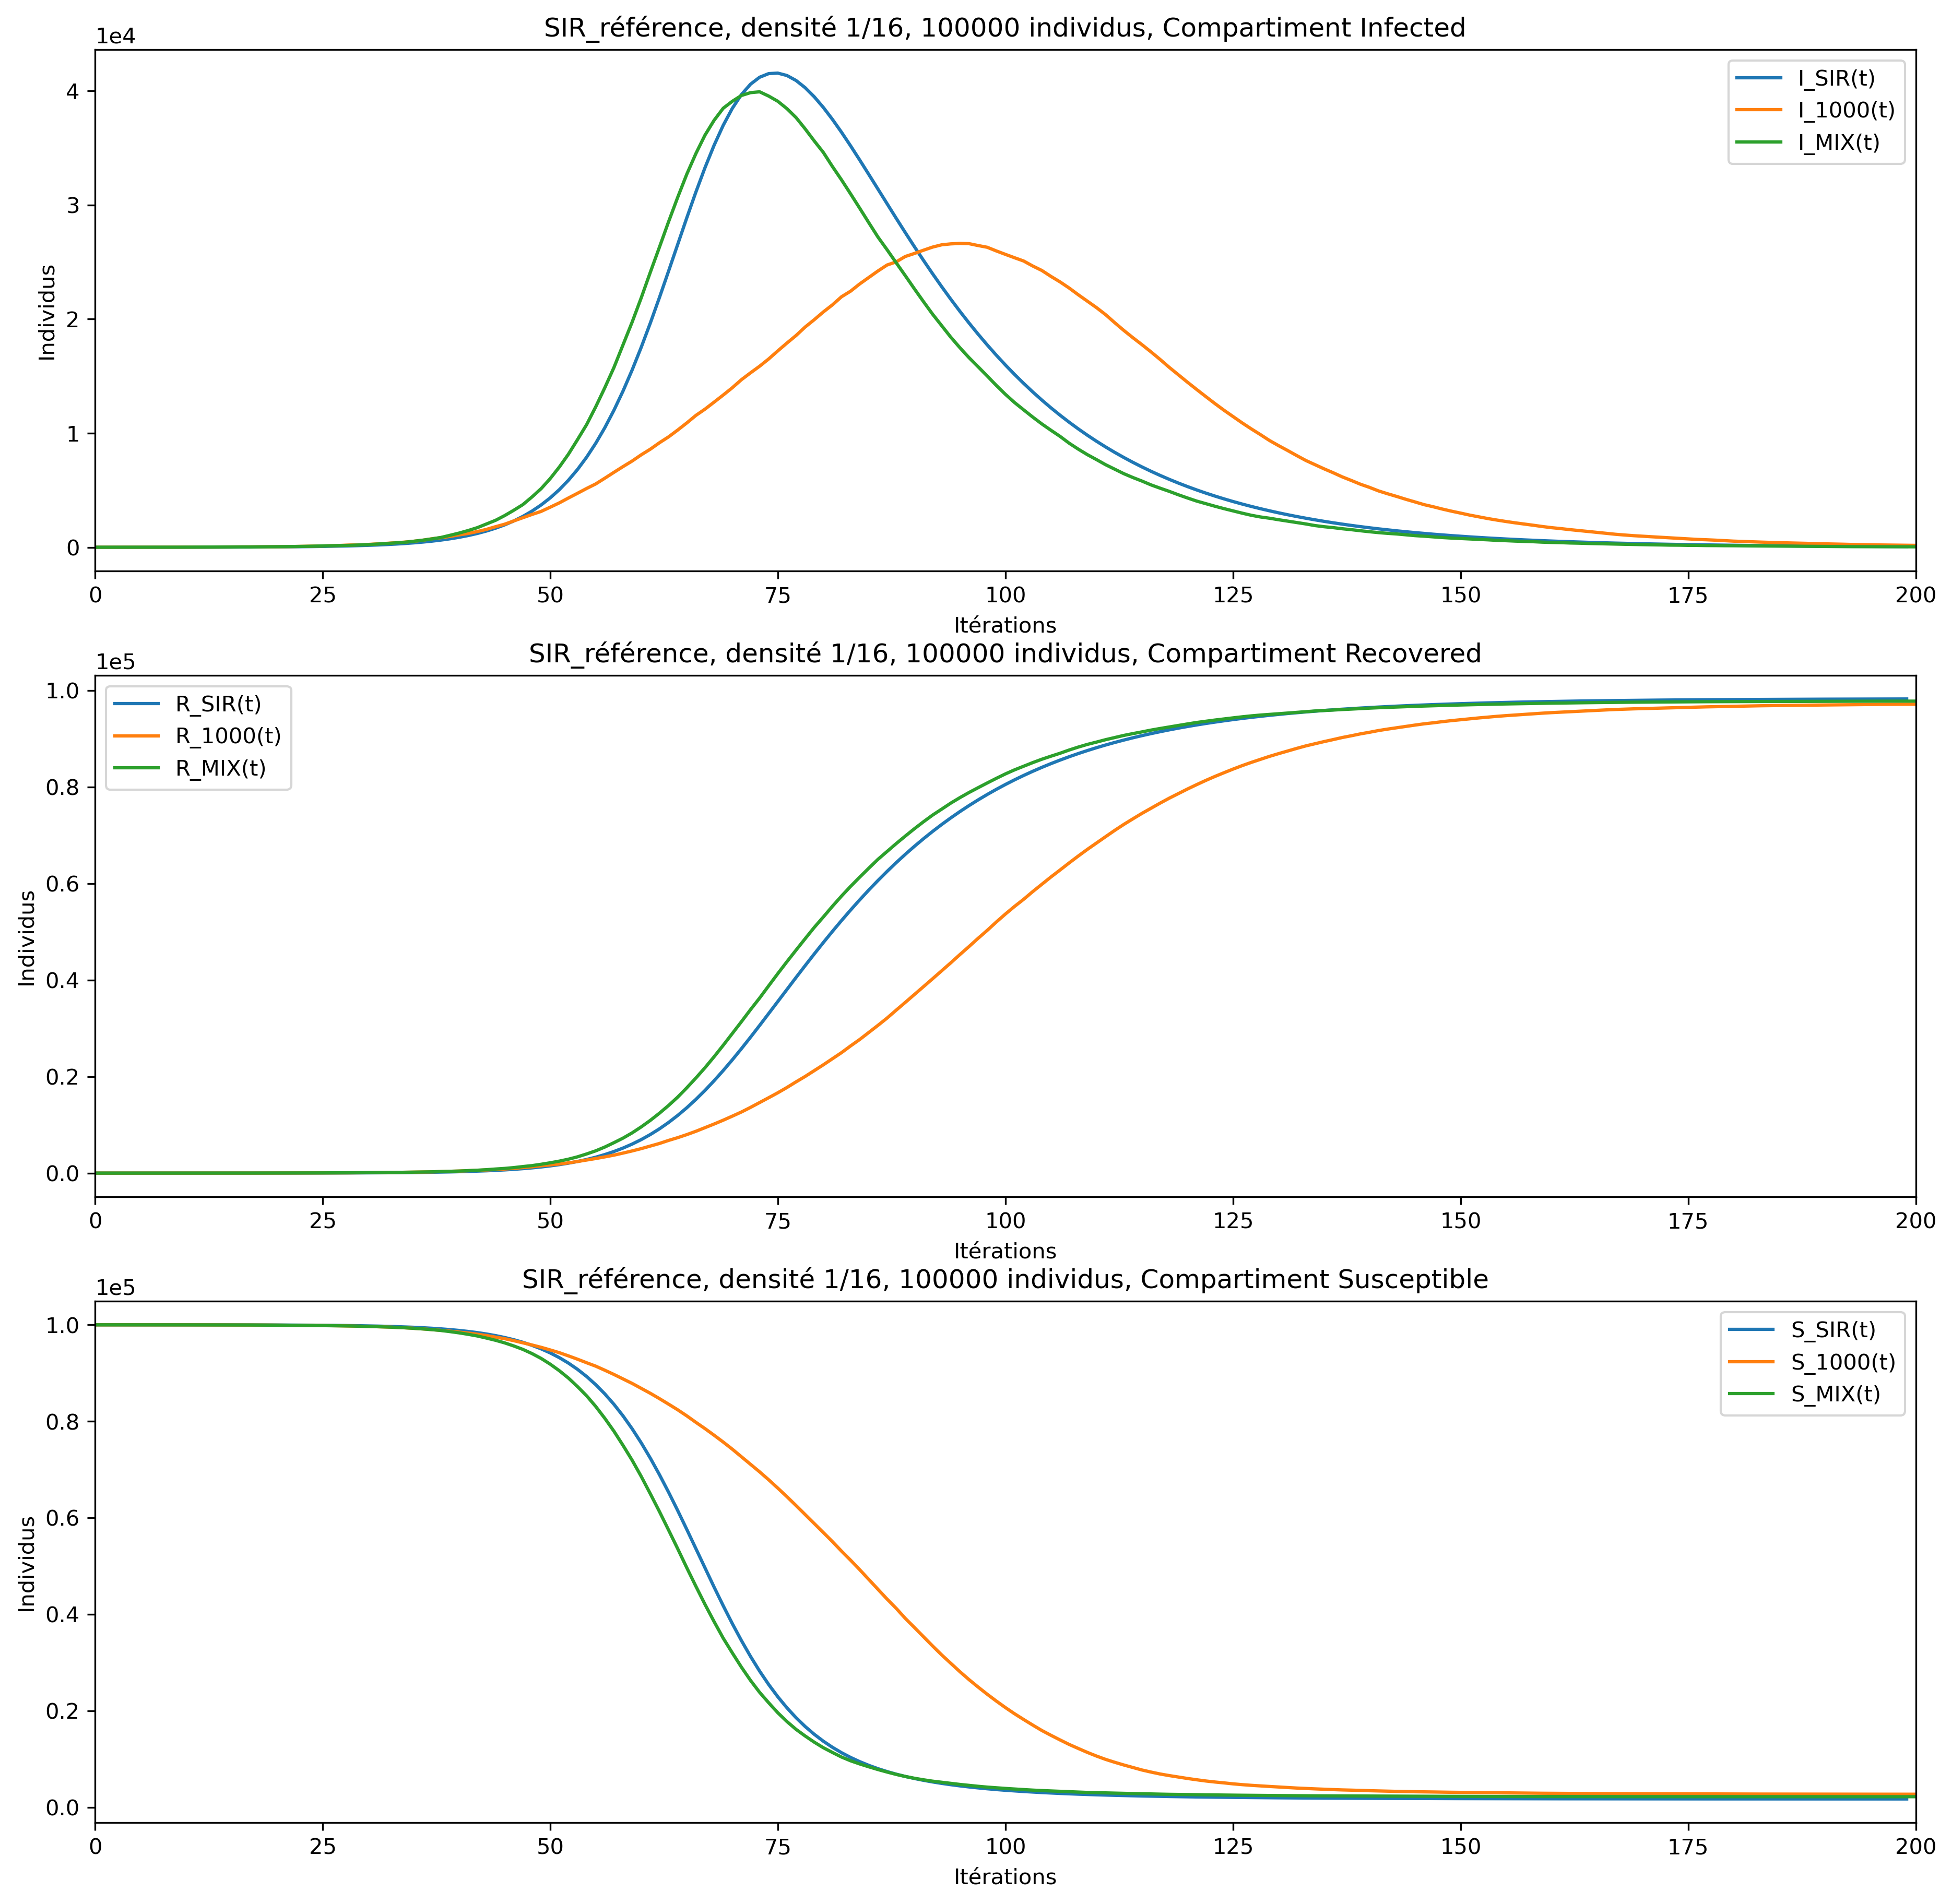 SIR_référence, densité 1/16, 100000 individus, Compartiment Infected
1e4
4
3
2
1
0
Individus
I_SIR(t)
I_1000(t)
I_MIX(t)
0 25 50 75 100 125 150 175 200
Itérations
SIR_référence, densité 1/16, 100000 individus, Compartiment Recovered
1e5
1.0
0.8
0.6
0.4
0.2
0.0
Individus
R_SIR(t)
R_1000(t)
R_MIX(t)
0 25 50 75 100 125 150 175 200
Itérations
SIR_référence, densité 1/16, 100000 individus, Compartiment Susceptible
1e5
1.0
0.8
0.6
0.4
0.2
0.0
Individus
S_SIR(t)
S_1000(t)
S_MIX(t)
0 25 50 75 100 125 150 175 200
Itérations